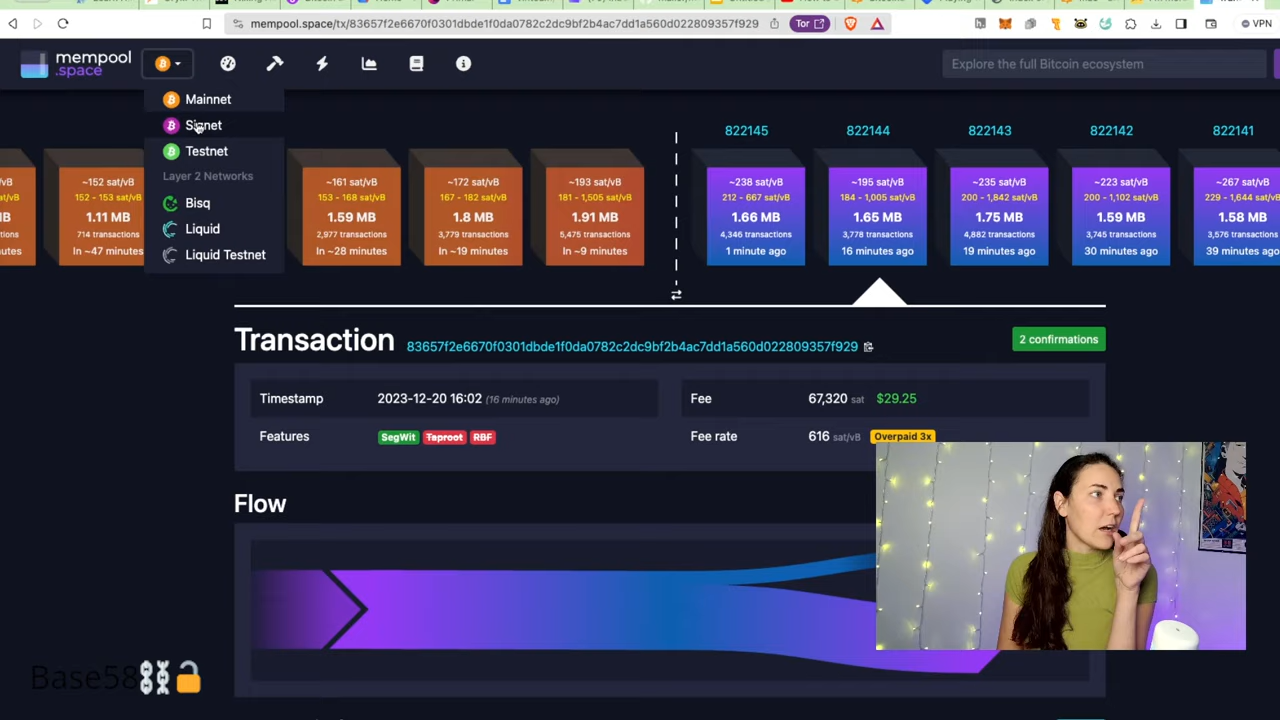 mempool.space/tx/83657f2e6670f0301dbde1f0da0782c2dc9bf2b4ac7dd1a560d022809357f929
Tor
VPN
mempool
.space
Explore the full Bitcoin ecosystem
Mainnet
Signet
Testnet
Layer 2 Networks
Bisq
Liquid
Liquid Testnet
822145
822144
822143
822142
822141
~152 sat/vB
152 - 153 sat/vB
1.11 MB
714 transactions
In ~47 minutes
~161 sat/vB
153 - 168 sat/vB
1.59 MB
2,977 transactions
In ~28 minutes
~172 sat/vB
167 - 182 sat/vB
1.8 MB
3,779 transactions
In ~19 minutes
~193 sat/vB
181 - 1,505 sat/vB
1.91 MB
5,475 transactions
In ~9 minutes
~238 sat/vB
212 - 667 sat/vB
1.66 MB
4,346 transactions
1 minute ago
~195 sat/vB
184 - 1,005 sat/vB
1.65 MB
3,778 transactions
16 minutes ago
~235 sat/vB
200 - 1,842 sat/vB
1.75 MB
4,882 transactions
19 minutes ago
~223 sat/vB
200 - 1,102 sat/vB
1.59 MB
3,745 transactions
30 minutes ago
~267 sat/vB
229 - 1,644 sat/vB
1.58 MB
3,576 transactions
39 minutes ago
Transaction 83657f2e6670f0301dbde1f0da0782c2dc9bf2b4ac7dd1a560d022809357f929
2 confirmations
Timestamp 2023-12-20 16:02 (16 minutes ago)
Fee 67,320 sat $29.25
Features SegWit Taproot RBF
Fee rate 616 sat/vB Overpaid 3x
Flow
Base58